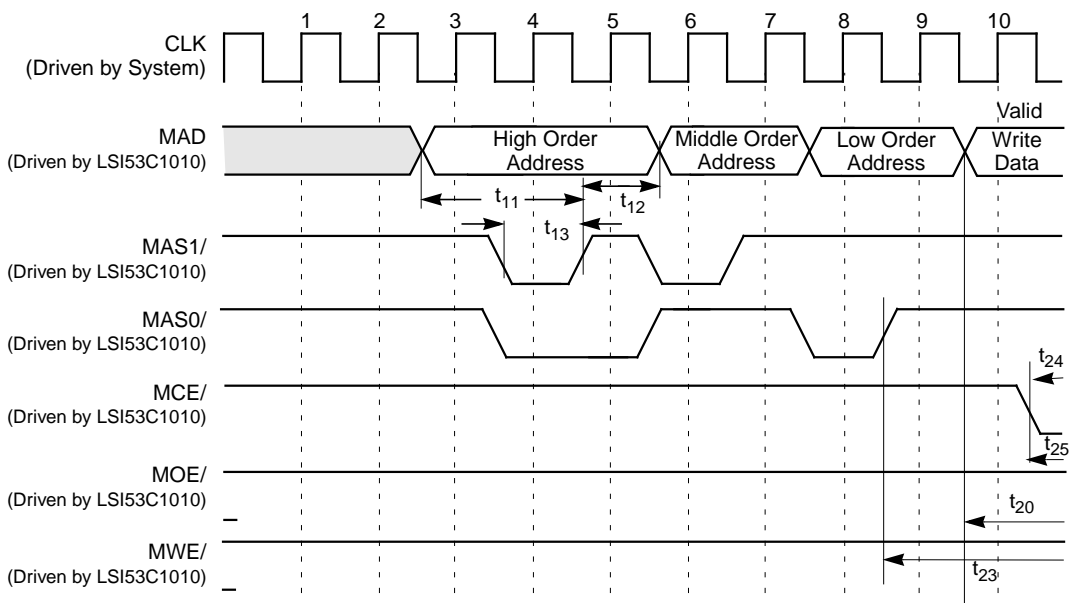 1 2 3 4 5 6 7 8 9 10
CLK
(Driven by System)
Valid
MAD
(Driven by LSI53C1010)
High Order
Address
Middle Order
Address
Low Order
Address
Write
Data
t11
t12
t13
MAS1/
(Driven by LSI53C1010)
MAS0/
(Driven by LSI53C1010)
t24
MCE/
(Driven by LSI53C1010)
t25
MOE/
(Driven by LSI53C1010)
t20
MWE/
(Driven by LSI53C1010)
t23